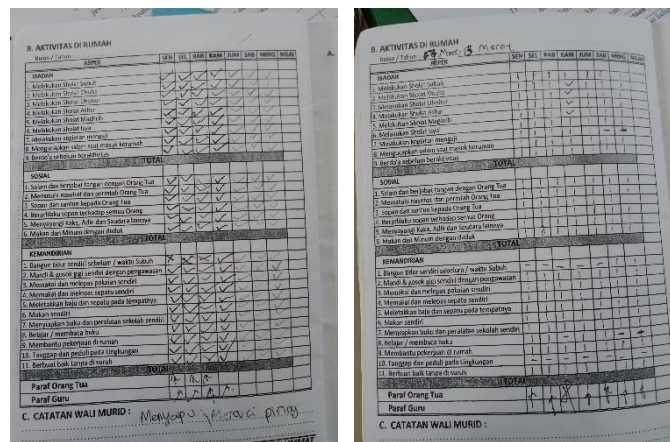 B. AKTIVITAS DI RUMAH
Bulan / Tahun :
ASPEK SEN SEL RAB KAM JUM SAB MING NILAI
IBADAH
1. Melakukan Sholat Subuh
2. Melakukan Sholat Dhuha
3. Melakukan Sholat Dhuhur
4. Melakukan Sholat Ashar
5. Melakukan Sholat Maghrib
6. Melakukan Sholat Isya'
7. Melakukan kegiatan mengaji
8. Mengucapkan salam saat masuk kerumah
9. Berdo'a sebelum beraktivitas
TOTAL
SOSIAL
1. Salam dan berjabat tangan dengan Orang Tua
2. Mematuhi nasehat dan perintah Orang Tua
3. Sopan dan santun kepada Orang Tua
4. Berprilaku sopan terhadap semua Orang
5. Menyayangi Kaka, Adik dan Saudara lainnya
6. Makan dan Minum dengan duduk
TOTAL
KEMANDIRIAN
1. Bangun tidur sendiri sebelum / waktu Subuh
2. Mandi & gosok gigi sendiri dengan pengawasan
3. Memakai dan melepas pakaian sendiri
4. Memakai dan melepas sepatu sendiri
5. Meletakkan baju dan sepatu pada tempatnya
6. Makan sendiri
7. Menyiapkan buku dan peralatan sekolah sendiri
8. Belajar / membaca buku
9. Membantu pekerjaan di rumah
10. Tanggap dan peduli pada lingkungan
11. Berbuat baik tanpa di suruh
TOTAL
Paraf Orang Tua
Paraf Guru
C. CATATAN WALI MURID : Menyapu
B. AKTIVITAS DI RUMAH
Bulan / Tahun : Maret
ASPEK SEN SEL RAB KAM JUM SAB MING NILAI
IBADAH
1. Melakukan Sholat Subuh
2. Melakukan Sholat Dhuha
3. Melakukan Sholat Dhuhur
4. Melakukan Sholat Ashar
5. Melakukan Sholat Maghrib
6. Melakukan Sholat Isya'
7. Melakukan kegiatan mengaji
8. Mengucapkan salam saat masuk kerumah
9. Berdo'a sebelum beraktivitas
TOTAL
SOSIAL
1. Salam dan berjabat tangan dengan Orang Tua
2. Mematuhi nasehat dan perintah Orang Tua
3. Sopan dan santun kepada Orang Tua
4. Berprilaku sopan terhadap semua Orang
5. Menyayangi Kaka, Adik dan Saudara lainnya
6. Makan dan Minum dengan duduk
TOTAL
KEMANDIRIAN
1. Bangun tidur sendiri sebelum / waktu Subuh
2. Mandi & gosok gigi sendiri dengan pengawasan
3. Memakai dan melepas pakaian sendiri
4. Memakai dan melepas sepatu sendiri
5. Meletakkan baju dan sepatu pada tempatnya
6. Makan sendiri
7. Menyiapkan buku dan peralatan sekolah sendiri
8. Belajar / membaca buku
9. Membantu pekerjaan di rumah
10. Tanggap dan peduli pada lingkungan
11. Berbuat baik tanpa di suruh
TOTAL
Paraf Orang Tua
Paraf Guru
C. CATATAN WALI MURID :